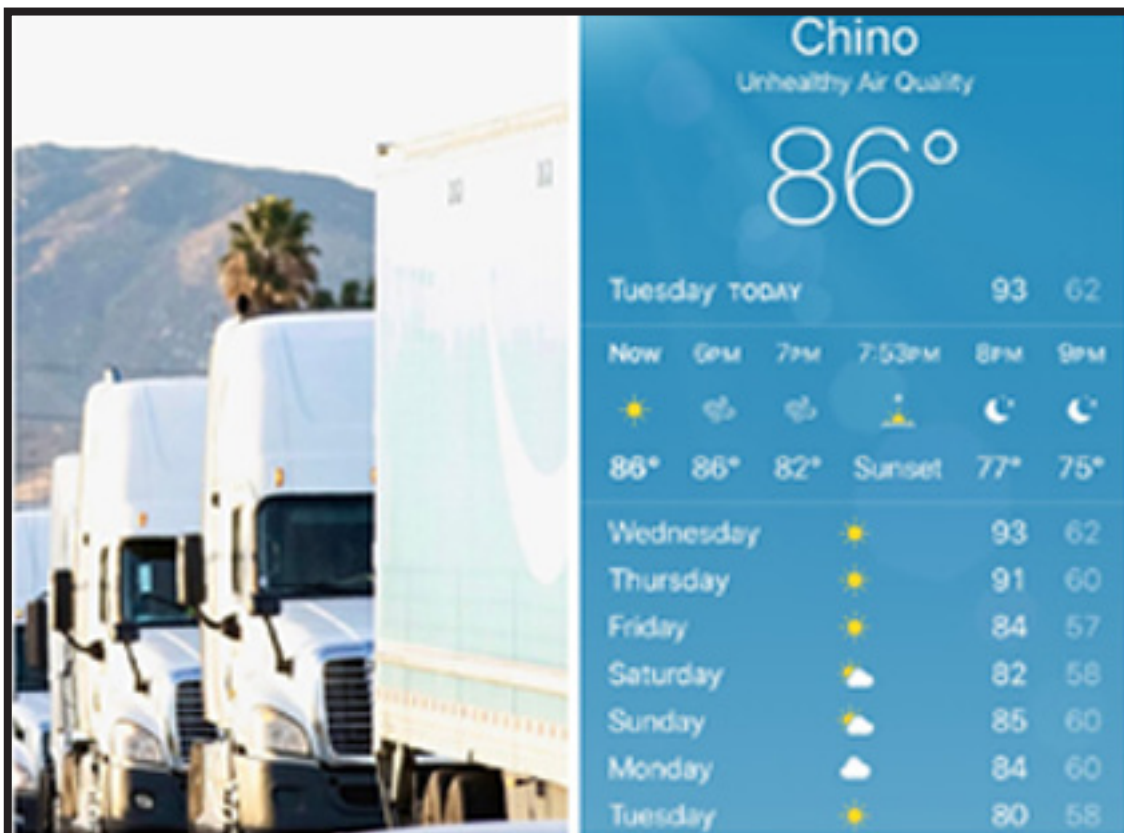 Chino
Unhealthy Air Quality
86°
Tuesday TODAY 93 62
Now 6PM 7PM 7:53PM 8PM 9PM
86° 86° 82° Sunset 77° 75°
Wednesday 93 62
Thursday 91 60
Friday 84 57
Saturday 82 58
Sunday 85 60
Monday 84 60
Tuesday 80 58